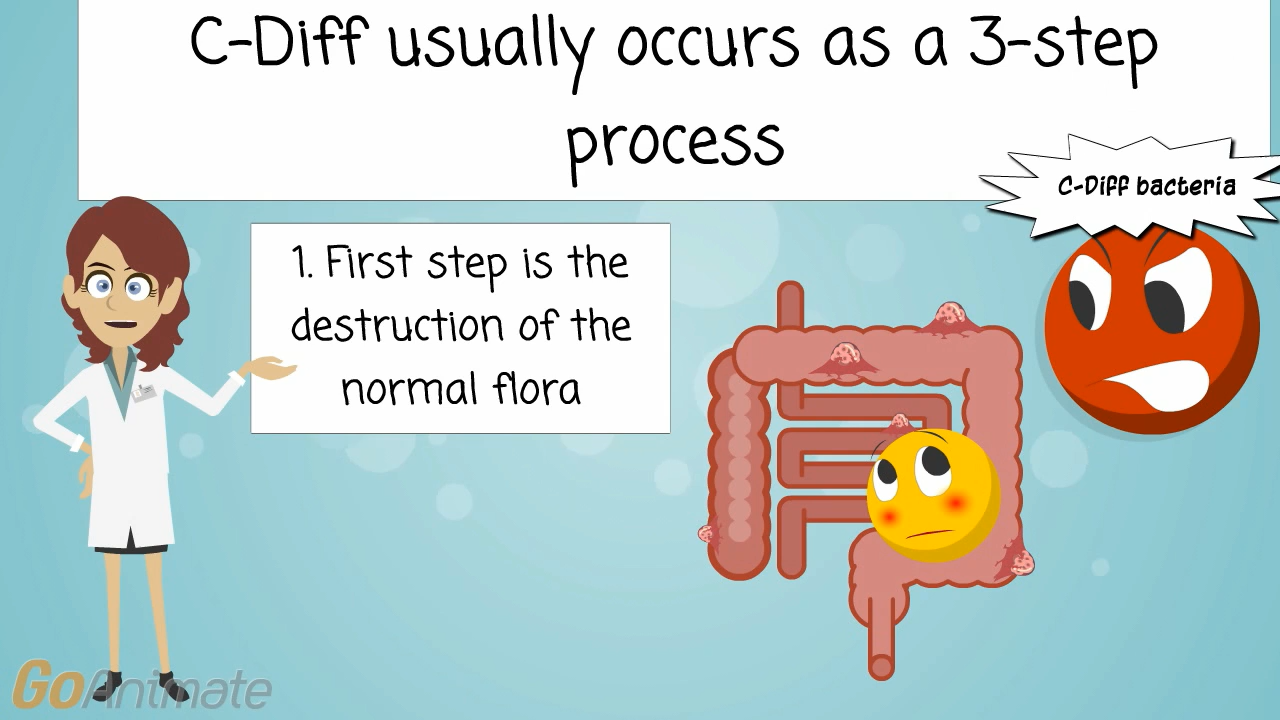 C-Diff usually occurs as a 3-step
process
C-Diff bacteria
1. First step is the
destruction of the
normal flora
GoAnimate